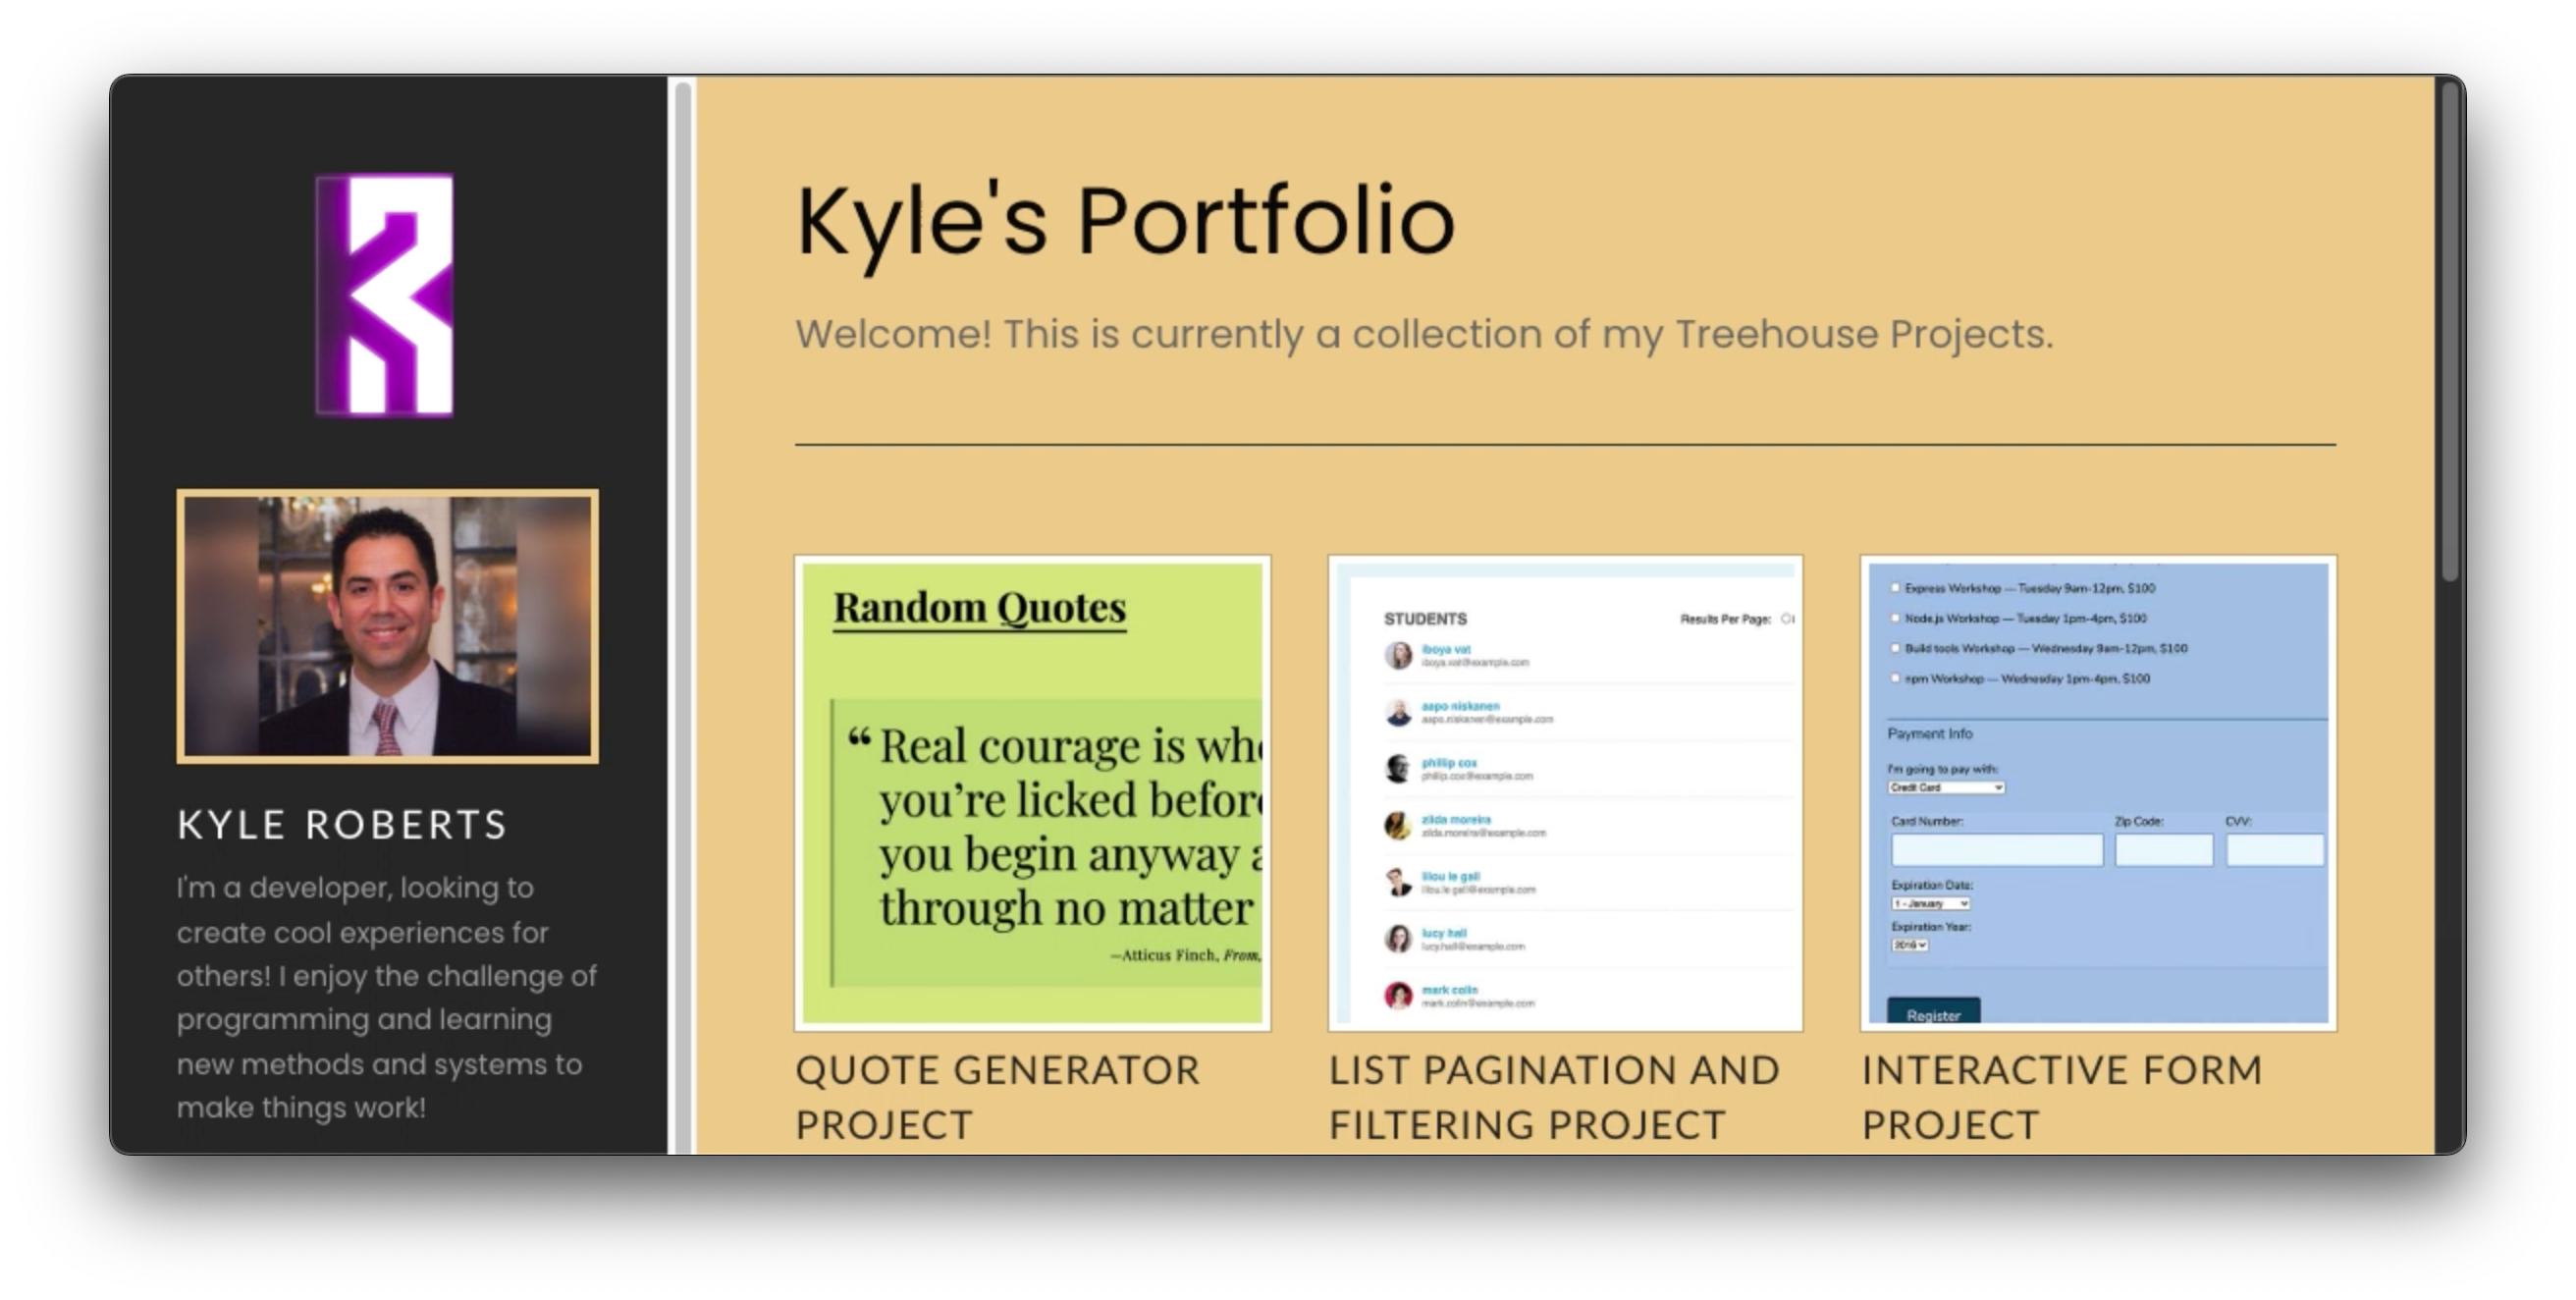 KYLE ROBERTS
I'm a developer, looking to
create cool experiences for
others! I enjoy the challenge of
programming and learning
new methods and systems to
make things work!
Kyle's Portfolio
Welcome! This is currently a collection of my Treehouse Projects.
Random Quotes
“Real courage is
you’re licked
you begin anyway
through no matter
—Atticus Finch, From,
QUOTE GENERATOR
PROJECT
STUDENTS
Results Per Page:
iboya vat
iboya.vat@example.com
aapo niskanen
aapo.niskanen@example.com
phillip cox
phillip.cox@example.com
zilda moreira
zilda.moreira@example.com
lilou le gall
lilou.le gall@example.com
lucy hall
lucy.hall@example.com
mark colin
mark.colin@example.com
LIST PAGINATION AND
FILTERING PROJECT
Express Workshop — Tuesday 9am-12pm, $100
Node.js Workshop — Tuesday 1pm-4pm, $100
Build tools Workshop — Wednesday 9am-12pm, $100
npm Workshop — Wednesday 1pm-4pm, $100
Payment Info
I'm going to pay with:
Credit Card
Card Number: Zip Code: CVV:
Expiration Date:
1 - January
Expiration Year:
2016
Register
INTERACTIVE FORM
PROJECT